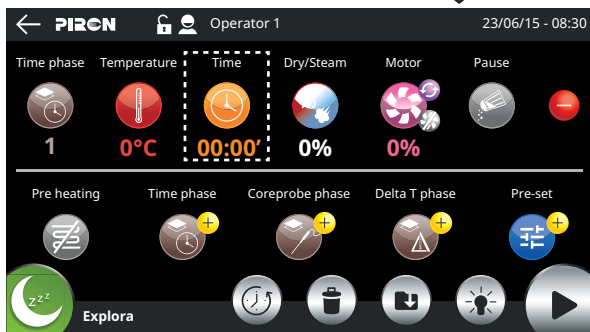 PIRON Operator 1 23/06/15 - 08:30
Time phase Temperature Time Dry/Steam Motor Pause
1 0°C 00:00’ 0% 0%
Pre heating Time phase Coreprobe phase Delta T phase Pre-set
z z z
Explora